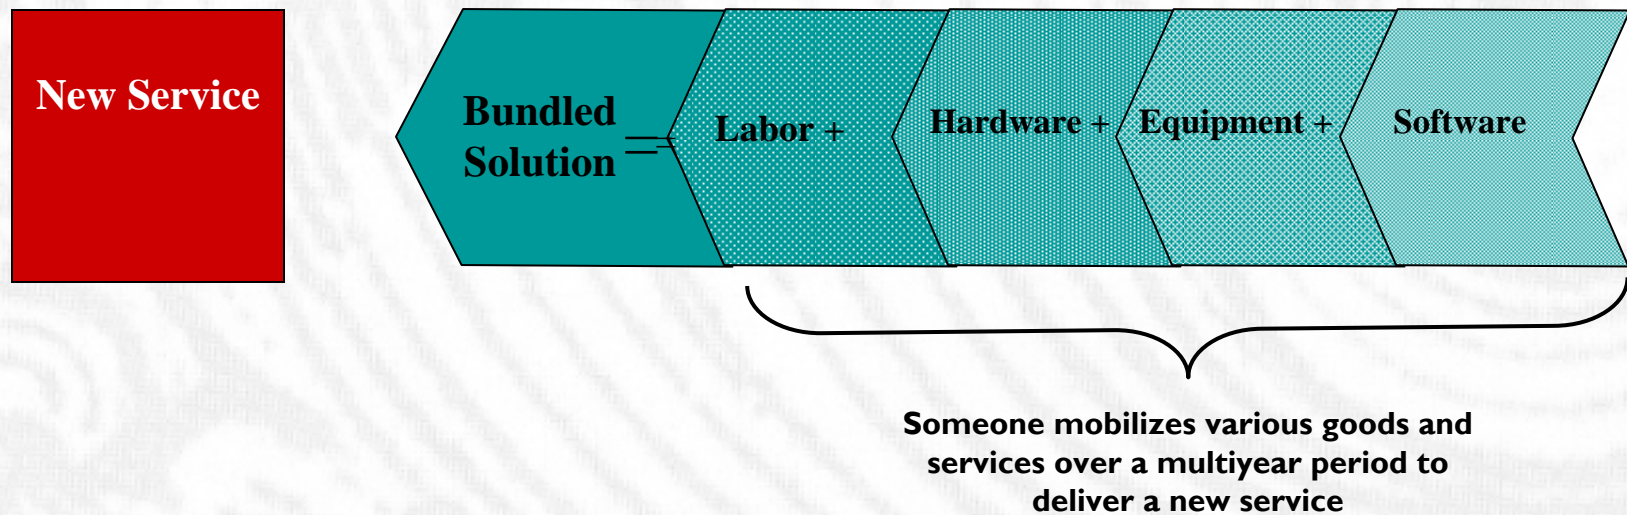 New Service
Bundled
Solution =
Labor +
Hardware +
Equipment +
Software
Someone mobilizes various goods and
services over a multiyear period to
deliver a new service